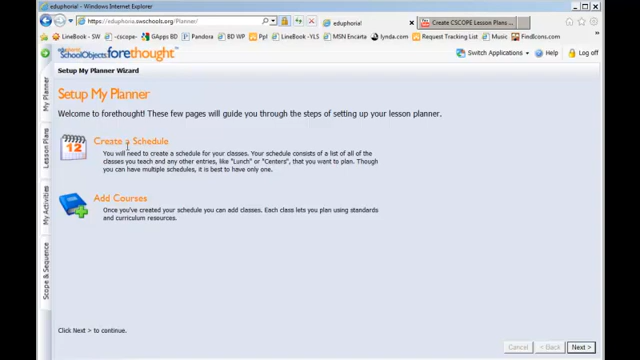 eduphoria! - Windows Internet Explorer
https://eduphoria.swschools.org/Planner/
eduphoria!
Create CSCOPE Lesson Plans ...
LineBook - SW
-cscope-
GApps BD
Pandora
BD WP
Ppl
Music
LineBook - YLS
MSN Encarta
lynda.com
Request Tracking List
FindIcons.com
SchoolObjects forethought
Switch Applications
Help
Log off
Setup My Planner Wizard
My Planner
Lesson Plans
My Activities
Scope & Sequence
Setup My Planner
Welcome to forethought! These few pages will guide you through the steps of setting up your lesson planner.
12
Create a Schedule
You will need to create a schedule for your classes. Your schedule consists of a list of all of the
classes you teach and any other entries, like "Lunch" or "Centers", that you want to plan. Though
you can have multiple schedules, it is best to have only one.
Add Courses
Once you've created your schedule you can add classes. Each class lets you plan using standards
and curriculum resources.
Click Next > to continue.
Cancel
< Back
Next >